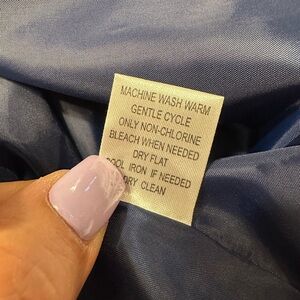 MACHINE WASH WARM
GENTLE CYCLE
ONLY NON-CHLORINE
BLEACH WHEN NEEDED
DRY FLAT
COOL IRON IF NEEDED
DRY CLEAN